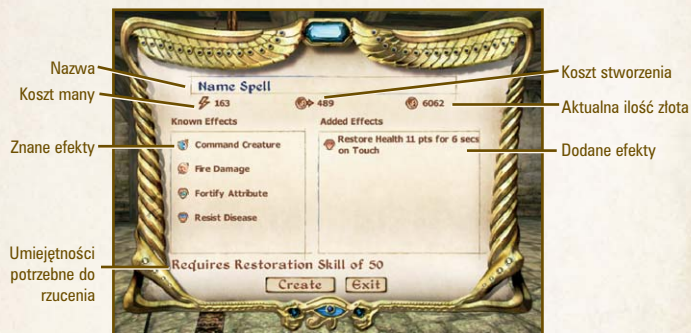 Nazwa
Koszt many
Znane efekty
Umiejętności
potrzebne do
rzucenia
Name Spell
163
489
6062
Known Effects
Added Effects
Command Creature
Fire Damage
Fortify Attribute
Resist Disease
Restore Health 11 pts for 6 secs
on Touch
Requires Restoration Skill of 50
Create
Exit
Koszt stworzenia
Aktualna ilość złota
Dodane efekty